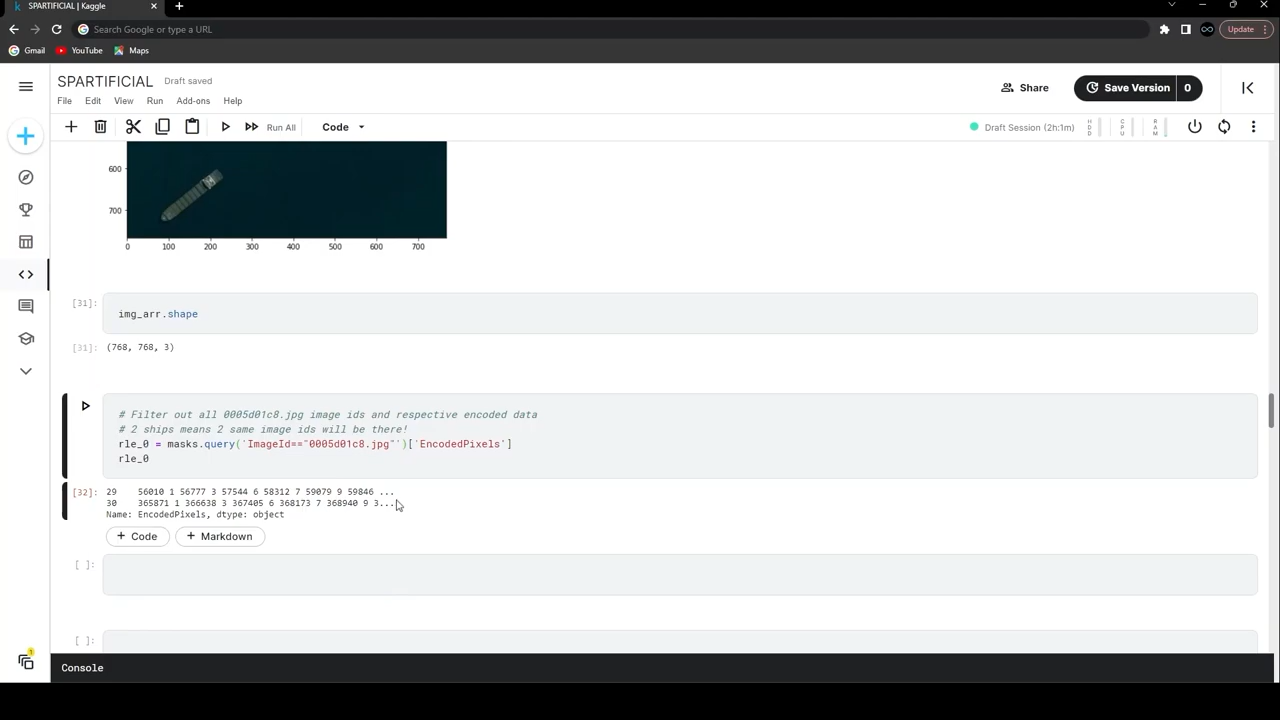 SPARTIFICIAL | Kaggle
Search Google or type a URL
Update
Gmail
YouTube
Maps
SPARTIFICIAL
Draft saved
Share
Save Version
0
File
Edit
View
Run
Add-ons
Help
Run All
Code
Draft Session (2h:1m)
HDD
CPU
RAM
600
700
0
100
200
300
400
500
600
700
[31]:
img_arr.shape
[31]:
(768, 768, 3)
# Filter out all 0005d01c8.jpg image ids and respective encoded data
# 2 ships means 2 same image ids will be there!
rle_0 = masks.query('ImageId=="0005d01c8.jpg"')['EncodedPixels']
rle_0
[32]:
29 56010 1 56777 3 57544 6 58312 7 59079 9 59846 ...
30 365871 1 366638 3 367405 6 368173 7 368940 9 3...
Name: EncodedPixels, dtype: object
+ Code
+ Markdown
[ ]:
[ ]:
1
Console